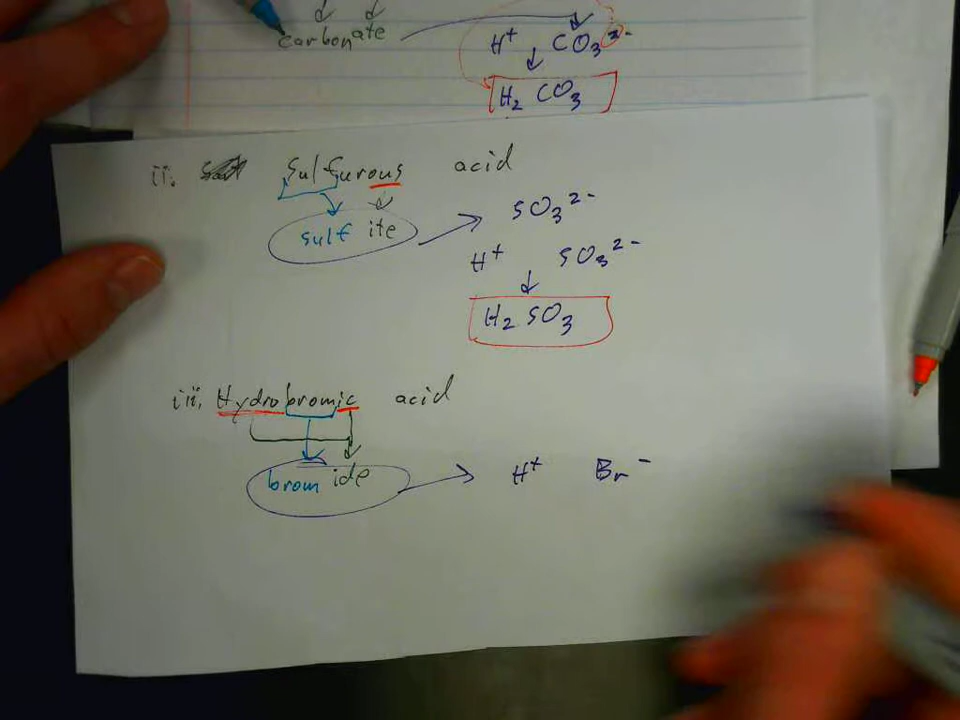 carbonate
H+ CO3 2-
H2 CO3
ii. Sulfurous acid
sulf ite SO3 2-
H+ SO3 2-
H2 SO3
iii. Hydrobromic acid
brom ide H+ Br-